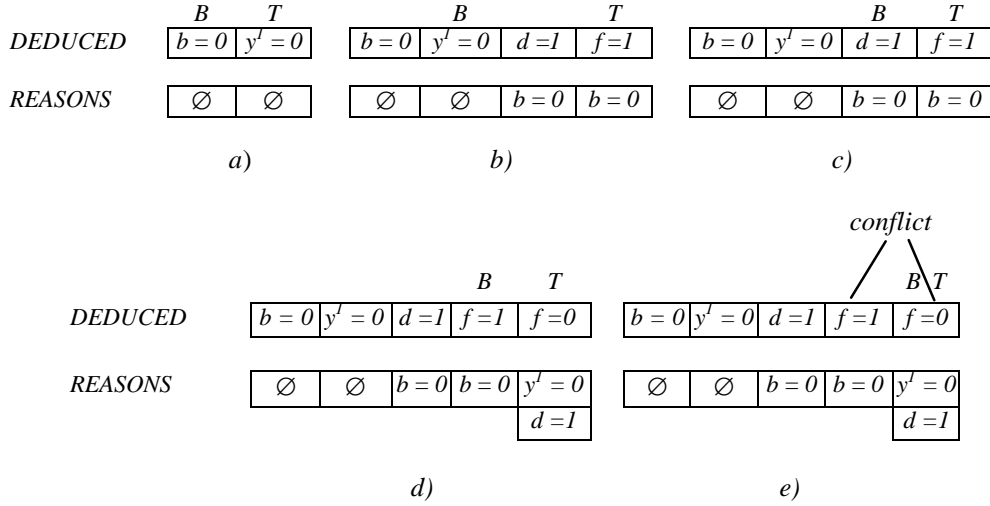 B T B T B T
DEDUCED b = 0 y¹ = 0 b = 0 y¹ = 0 d =1 f=1 b = 0 y¹ = 0 d =1 f=1
REASONS ∅ ∅ ∅ ∅ b = 0 b = 0 ∅ ∅ b = 0 b = 0
a) b) c)
conflict
B T B T
DEDUCED b = 0 y¹ = 0 d =1 f=1 f=0 b = 0 y¹ = 0 d =1 f=1 f=0
REASONS ∅ ∅ b = 0 b = 0 y¹ = 0 ∅ ∅ b = 0 b = 0 y¹ = 0
d =1 d =1
d) e)